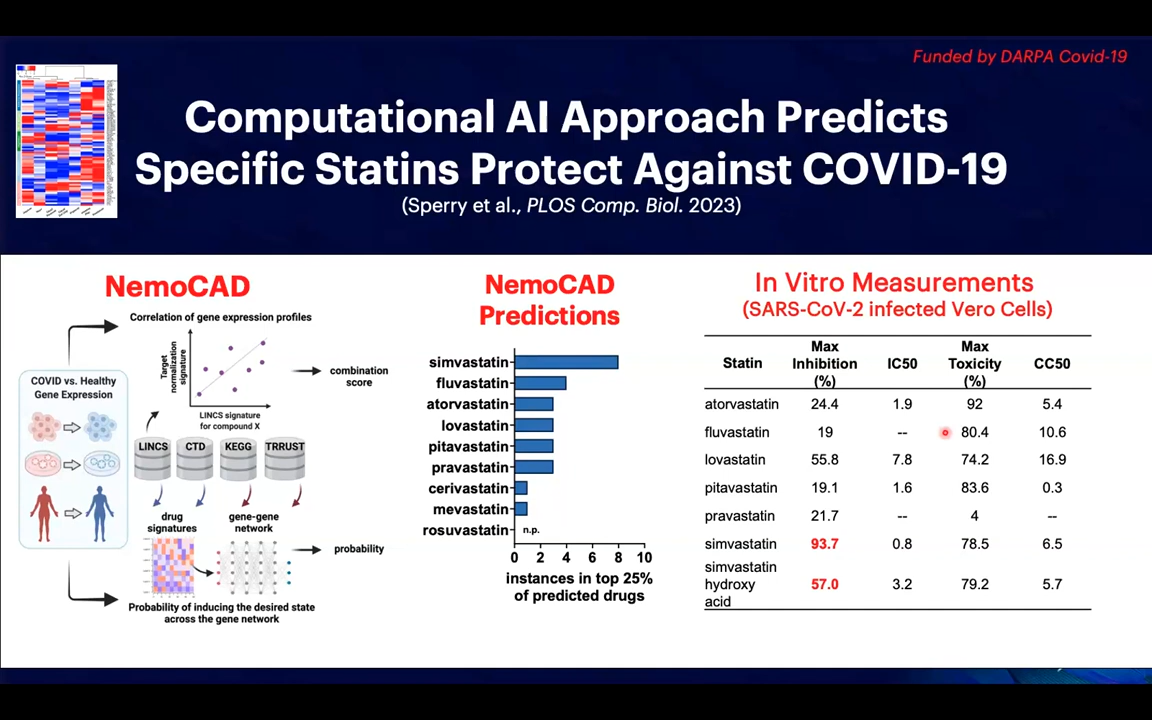 Funded by DARPA Covid-19
Computational AI Approach Predicts
Specific Statins Protect Against COVID-19
(Sperry et al., PLOS Comp. Biol. 2023)
NemoCAD
Correlation of gene expression profiles
Target
normalization
signature
LINCS signature
for compound X
combination
score
COVID vs. Healthy
Gene Expression
LINCS CTD KEGG TRRUST
drug
signatures
gene-gene
network
probability
Probability of inducing the desired state
across the gene network
NemoCAD
Predictions
simvastatin
fluvastatin
atorvastatin
lovastatin
pitavastatin
pravastatin
cerivastatin
mevastatin
rosuvastatin n.p.
0 2 4 6 8 10
instances in top 25%
of predicted drugs
In Vitro Measurements
(SARS-CoV-2 infected Vero Cells)
Statin Max Inhibition (%) IC50 Max Toxicity (%) CC50
atorvastatin 24.4 1.9 92 5.4
fluvastatin 19 -- 80.4 10.6
lovastatin 55.8 7.8 74.2 16.9
pitavastatin 19.1 1.6 83.6 0.3
pravastatin 21.7 -- 4 --
simvastatin 93.7 0.8 78.5 6.5
simvastatin hydroxy acid 57.0 3.2 79.2 5.7